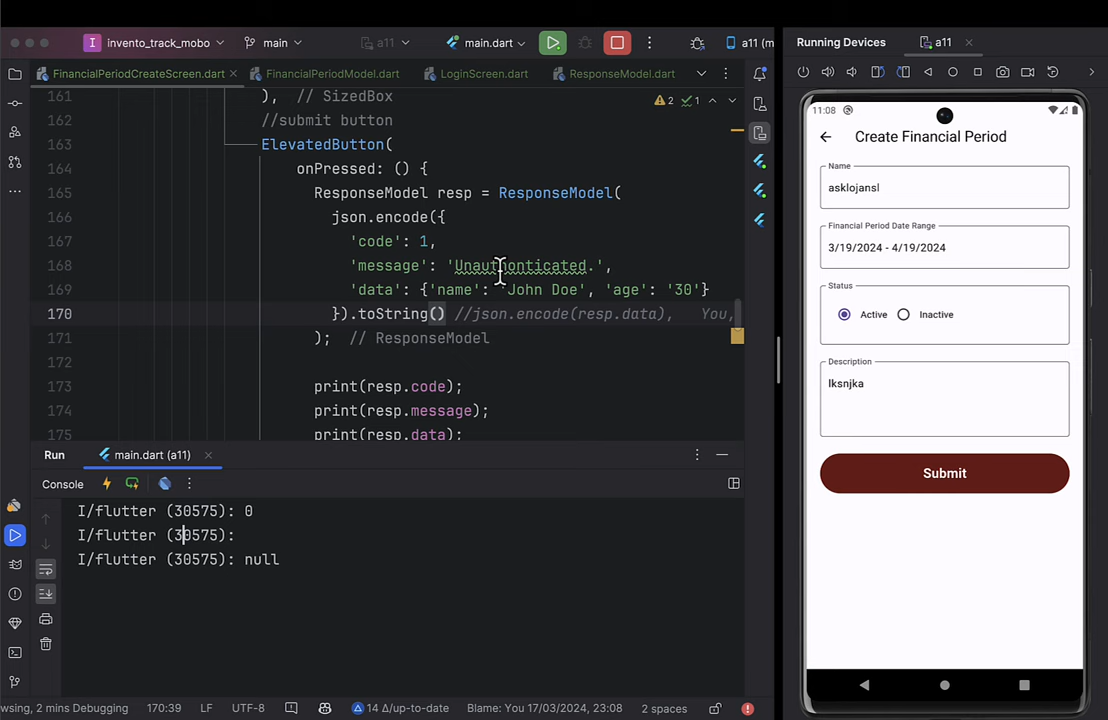 invento_track_mobo
main
a11
main.dart
a11 (m
Running Devices
a11
FinancialPeriodCreateScreen.dart
FinancialPeriodModel.dart
LoginScreen.dart
ResponseModel.dart
161 ), // SizedBox
162 //submit button
163 ElevatedButton(
164 onPressed: () {
165 ResponseModel resp = ResponseModel(
166 json.encode({
167 'code': 1,
168 'message': 'Unauthonticated.',
169 'data': {'name': 'John Doe', 'age': '30'}
170 }).toString() //json.encode(resp.data), You,
171 ); // ResponseModel
172
173 print(resp.code);
174 print(resp.message);
175 print(resp.data);
2 1
Run
main.dart (a11)
Console
I/flutter (30575): 0
I/flutter (30575):
I/flutter (30575): null
wsing, 2 mins Debugging
170:39
LF
UTF-8
14 Δ/up-to-date
Blame: You 17/03/2024, 23:08
2 spaces
11:08
Create Financial Period
Name
asklojansl
Financial Period Date Range
3/19/2024 - 4/19/2024
Status
Active
Inactive
Description
lksnjka
Submit